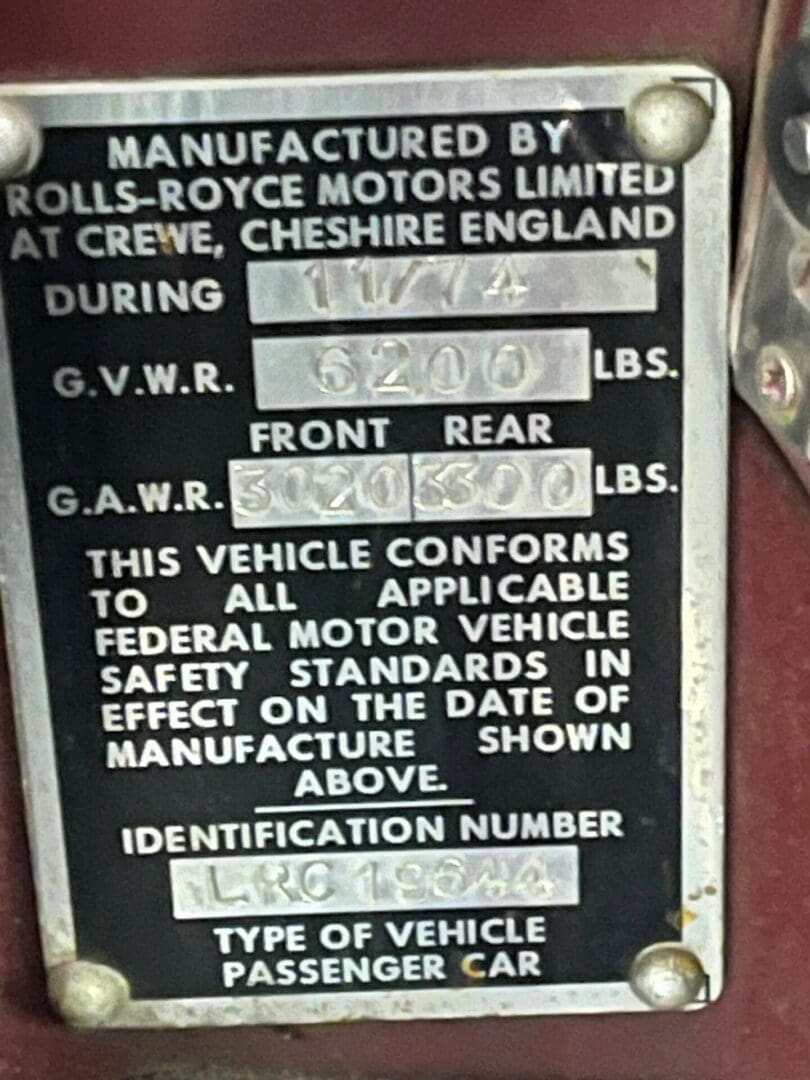 MANUFACTURED BY
ROLLS-ROYCE MOTORS LIMITED
AT CREWE, CHESHIRE ENGLAND
DURING 11/74
G.V.W.R. 6200 LBS.
FRONT REAR
G.A.W.R. 3020 3300 LBS.
THIS VEHICLE CONFORMS
TO ALL APPLICABLE
FEDERAL MOTOR VEHICLE
SAFETY STANDARDS IN
EFFECT ON THE DATE OF
MANUFACTURE SHOWN
ABOVE.
IDENTIFICATION NUMBER
TYPE OF VEHICLE
PASSENGER CAR